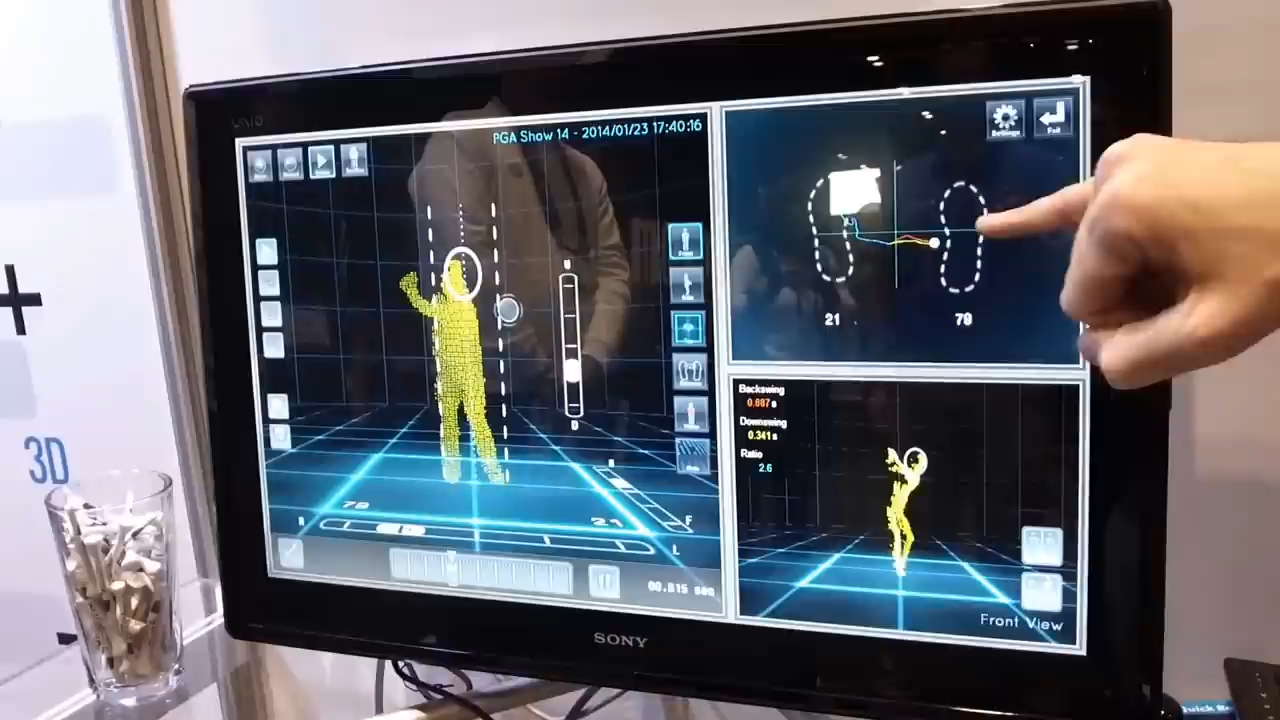 PGA Show 14 - 2014/01/23 17:40:16
Settings
Exit
21
79
Front
N
D
Backswing
0.887 s
Downswing
0.341 s
Ratio
2.6
79
21
F
L
00.815 sec
Front View
SONY
3D